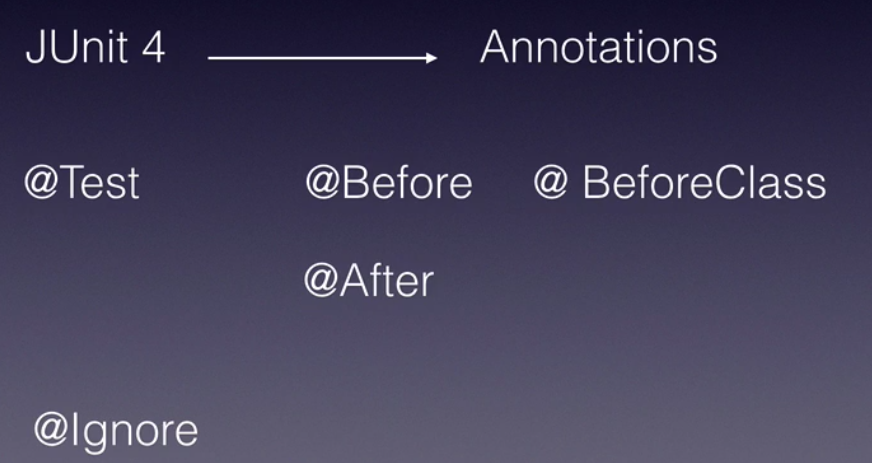 JUnit 4 Annotations
@Test @Before @ BeforeClass
@After
@Ignore